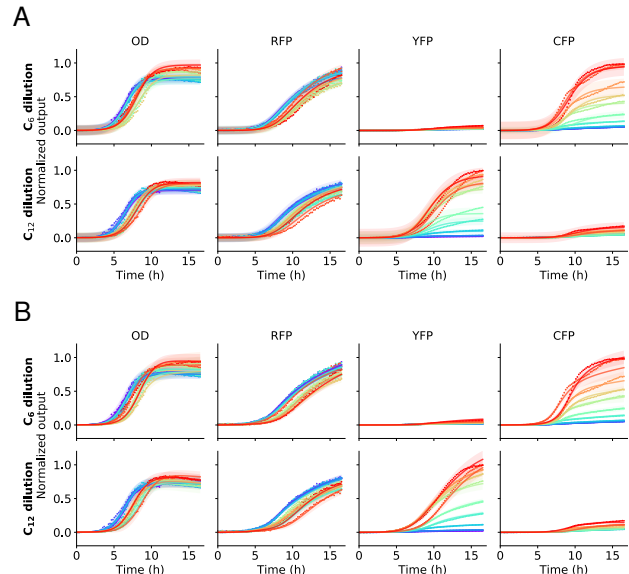 A
OD RFP YFP CFP
C6 dilution
Normalized output
1.0
0.5
0.0
C12 dilution
1.0
0.5
0.0
0 5 10 15 0 5 10 15 0 5 10 15 0 5 10 15
Time (h) Time (h) Time (h) Time (h)
B
OD RFP YFP CFP
C6 dilution
Normalized output
1.0
0.5
0.0
C12 dilution
1.0
0.5
0.0
0 5 10 15 0 5 10 15 0 5 10 15 0 5 10 15
Time (h) Time (h) Time (h) Time (h)